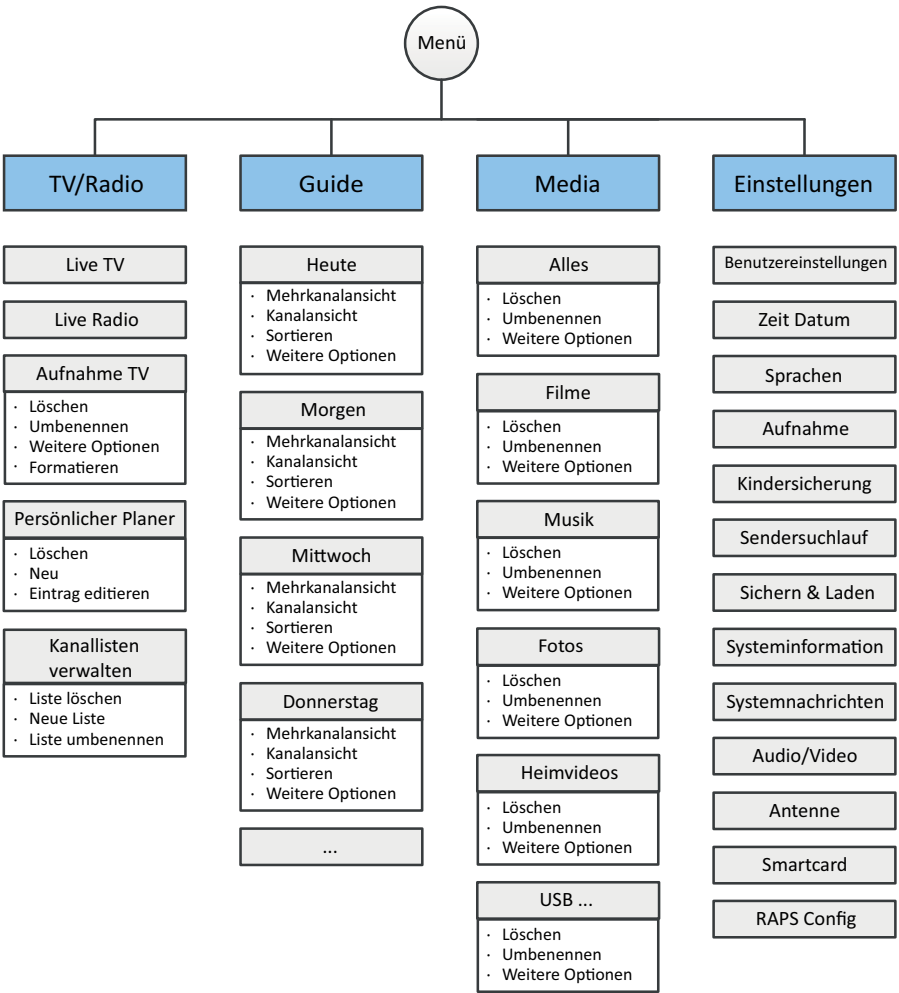 Menü
TV/Radio
Live TV
Live Radio
Aufnahme TV
· Löschen
· Umbenennen
· Weitere Optionen
· Formatieren
Persönlicher Planer
· Löschen
· Neu
· Eintrag editieren
Kanallisten
verwalten
· Liste löschen
· Neue Liste
· Liste umbenennen
Guide
Heute
· Mehrkanalansicht
· Kanalansicht
· Sortieren
· Weitere Optionen
Morgen
· Mehrkanalansicht
· Kanalansicht
· Sortieren
· Weitere Optionen
Mittwoch
· Mehrkanalansicht
· Kanalansicht
· Sortieren
· Weitere Optionen
Donnerstag
· Mehrkanalansicht
· Kanalansicht
· Sortieren
· Weitere Optionen
...
Media
Alles
· Löschen
· Umbenennen
· Weitere Optionen
Filme
· Löschen
· Umbenennen
· Weitere Optionen
Musik
· Löschen
· Umbenennen
· Weitere Optionen
Fotos
· Löschen
· Umbenennen
· Weitere Optionen
Heimvideos
· Löschen
· Umbenennen
· Weitere Optionen
USB ...
· Löschen
· Umbenennen
· Weitere Optionen
Einstellungen
Benutzereinstellungen
Zeit Datum
Sprachen
Aufnahme
Kindersicherung
Sendersuchlauf
Sichern & Laden
Systeminformation
Systemnachrichten
Audio/Video
Antenne
Smartcard
RAPS Config